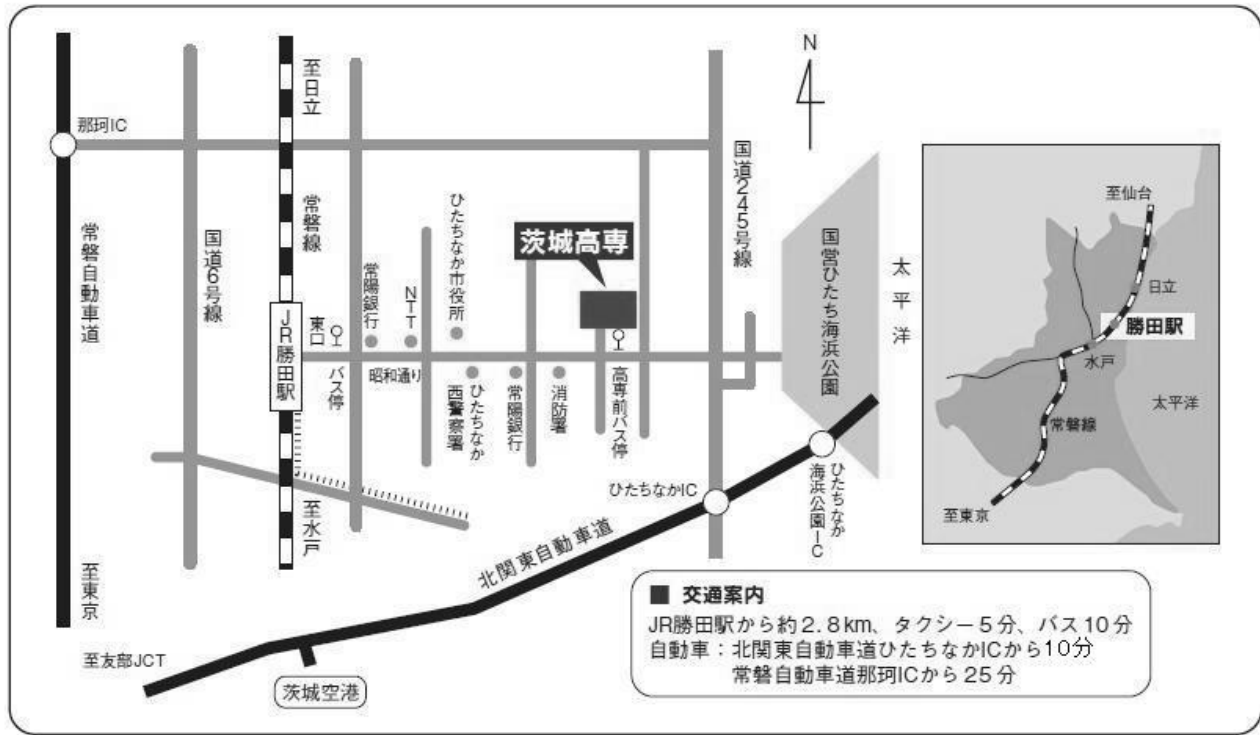 N
至日立
那珂IC
常磐自動車道
国道6号線
常磐線
国道245号線
ひたちなか市役所
茨城高専
国営ひたち海浜公園
太平洋
JR勝田駅
東口
バス停
常陽銀行
NTT
昭和通り
ひたちなか
西警察署
常陽銀行
消防署
高専前バス停
至水戸
ひたちなかIC
ひたちなか
海浜公園IC
北関東自動車道
至東京
至友部JCT
茨城空港
至仙台
日立
勝田駅
水戸
太平洋
常磐線
至東京
■ 交通案内
JR勝田駅から約2.8km、タクシー5分、バス10分
自動車:北関東自動車道ひたちなかICから10分
常磐自動車道那珂ICから25分